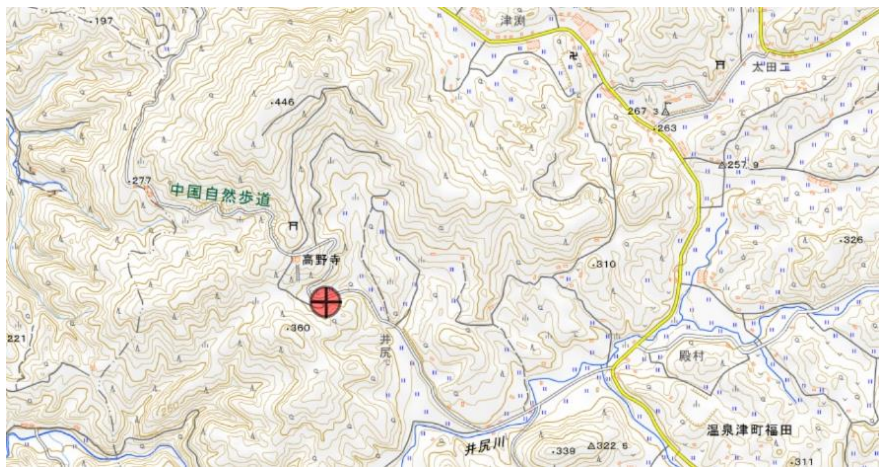 197
津渕
太田ニ
446
267 3
263
257. 9
277
中国自然歩道
326
高野寺
310
360
221
井尻
殿村
温泉津町福田
井尻川
339
322. 6
311